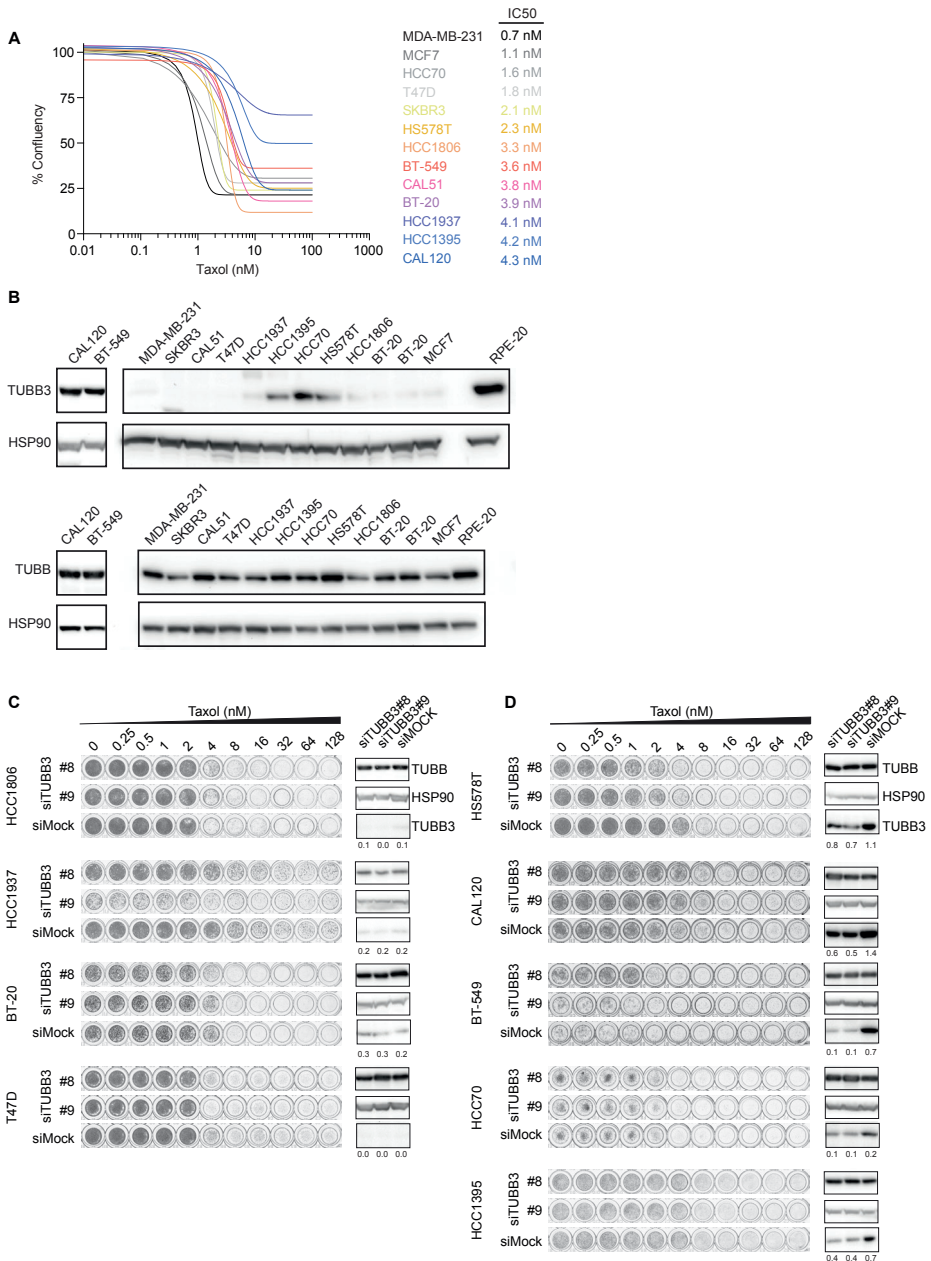 A
% Confluency
100
75
50
25
0
0.01 0.1 1 10 100 1000
Taxol (nM)
IC50
MDA-MB-231 0.7 nM
MCF7 1.1 nM
HCC70 1.6 nM
T47D 1.8 nM
SKBR3 2.1 nM
HS578T 2.3 nM
HCC1806 3.3 nM
BT-549 3.6 nM
CAL51 3.8 nM
BT-20 3.9 nM
HCC1937 4.1 nM
HCC1395 4.2 nM
CAL120 4.3 nM
B
CAL120 BT-549 MDA-MB-231 SKBR3 CAL51 T47D HCC1937 HCC1395 HCC70 HS578T HCC1806 BT-20 BT-20 MCF7 RPE-20
TUBB3
HSP90
CAL120 BT-549 MDA-MB-231 SKBR3 CAL51 T47D HCC1937 HCC1395 HCC70 HS578T HCC1806 BT-20 BT-20 MCF7 RPE-20
TUBB
HSP90
C
Taxol (nM)
0 0.25 0.5 1 2 4 8 16 32 64 128
siTUBB3#8 siTUBB3#9 siMOCK
HCC1806
siTUBB3
#8
#9
siMock
TUBB
HSP90
TUBB3
0.1 0.0 0.1
HCC1937
siTUBB3
#8
#9
siMock
0.2 0.2 0.2
BT-20
siTUBB3
#8
#9
siMock
0.3 0.3 0.2
T47D
siTUBB3
#8
#9
siMock
0.0 0.0 0.0
D
Taxol (nM)
0 0.25 0.5 1 2 4 8 16 32 64 128
siTUBB3#8 siTUBB3#9 siMOCK
HS578T
siTUBB3
#8
#9
siMock
TUBB
HSP90
TUBB3
0.8 0.7 1.1
CAL120
siTUBB3
#8
#9
siMock
0.6 0.5 1.4
BT-549
siTUBB3
#8
#9
siMock
0.1 0.1 0.7
HCC70
siTUBB3
#8
#9
siMock
0.1 0.1 0.2
HCC1395
siTUBB3
#8
#9
siMock
0.4 0.4 0.7